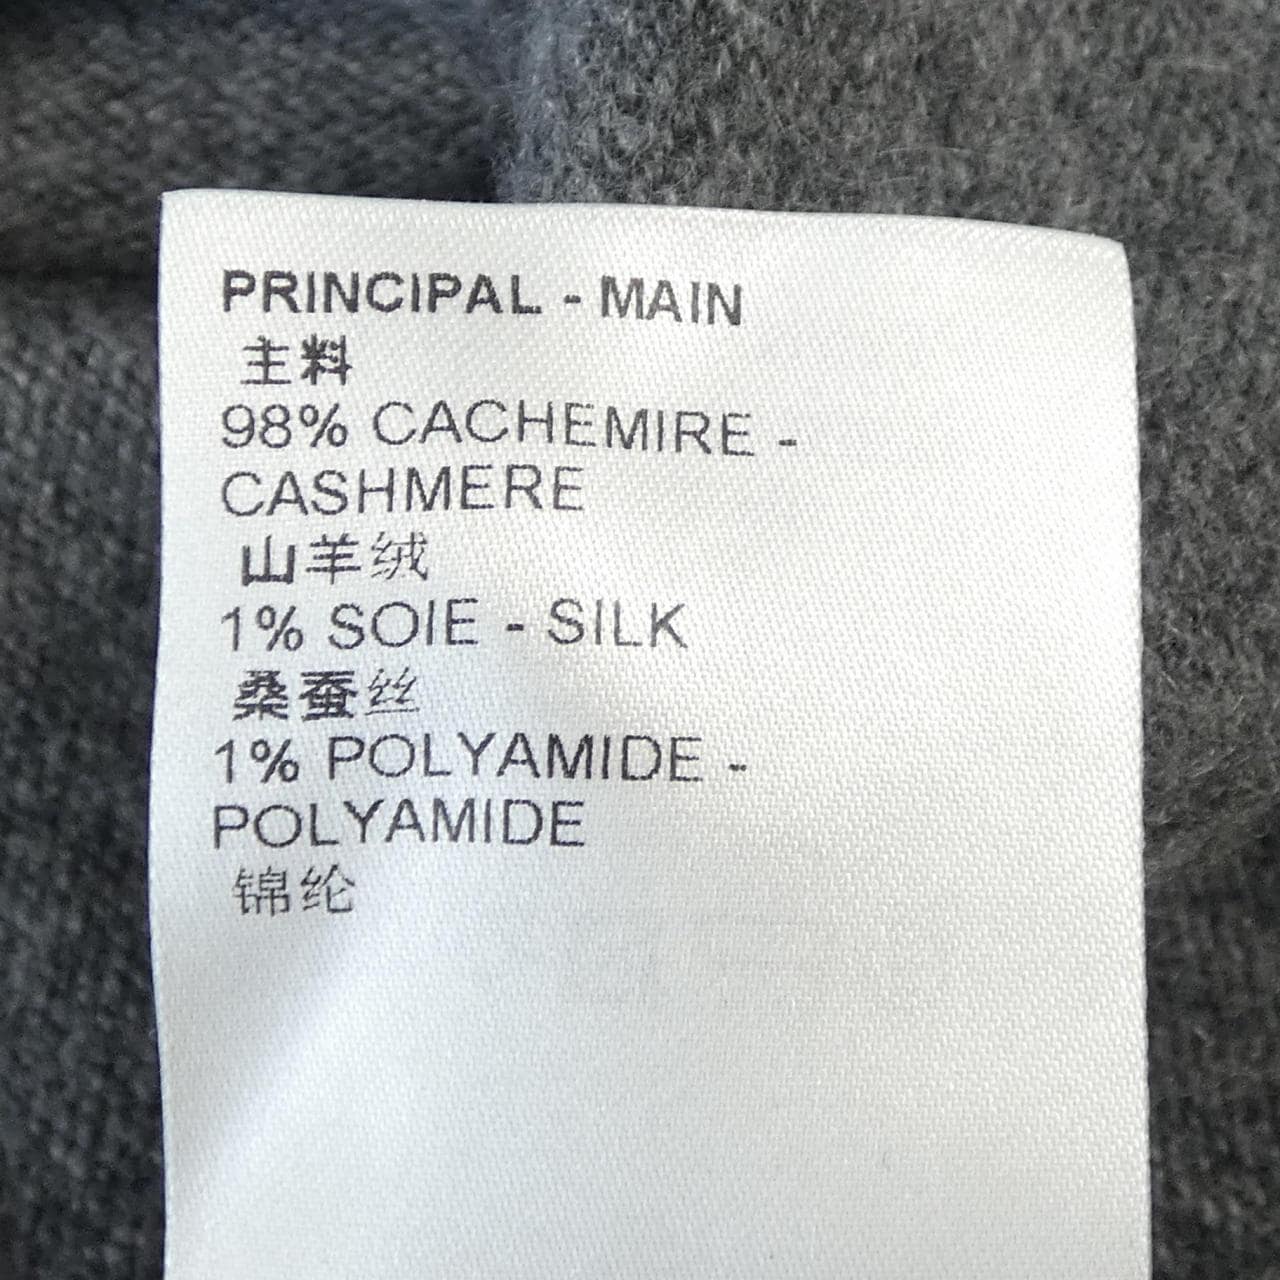 PRINCIPAL - MAIN
主料
98% CACHEMIRE -
CASHMERE
山羊绒
1% SOIE - SILK
桑蚕丝
1% POLYAMIDE -
POLYAMIDE
锦纶